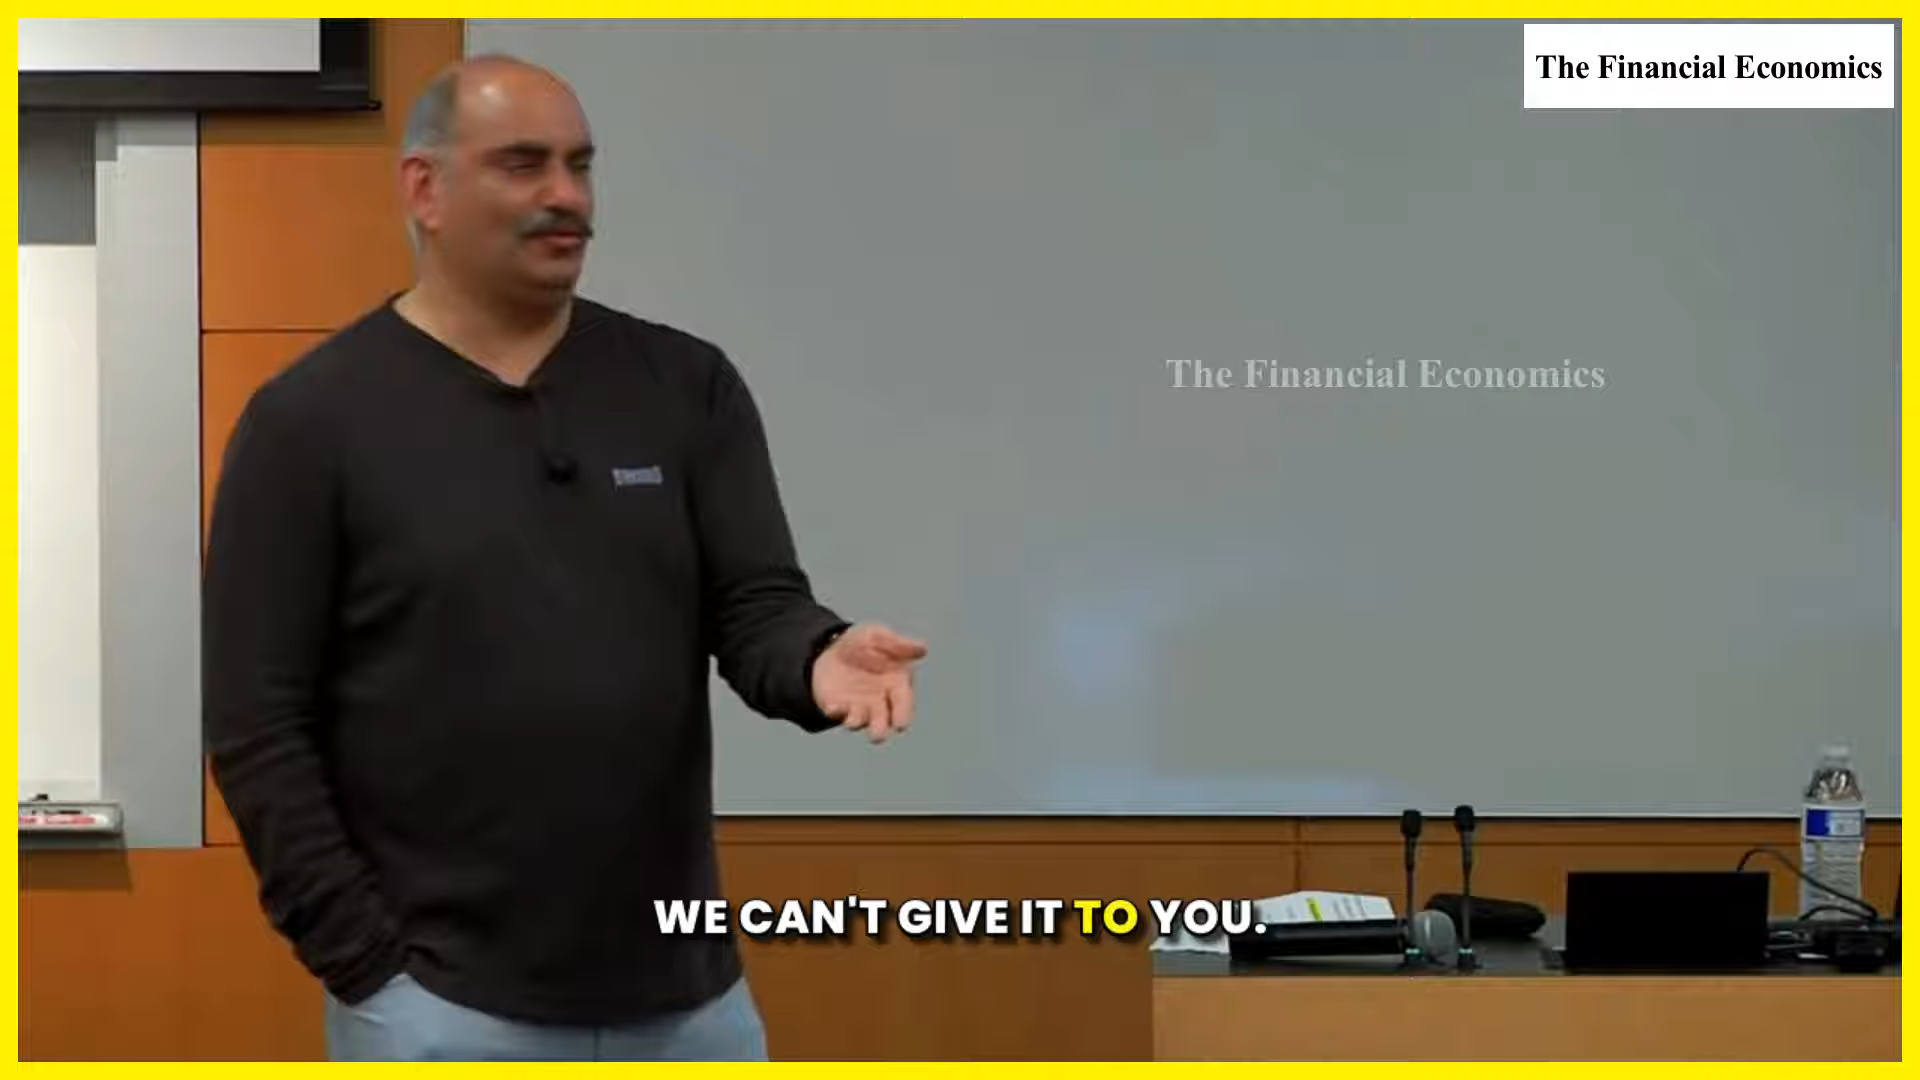 The Financial Economics
The Financial Economics
WE CAN'T GIVE IT TO YOU.